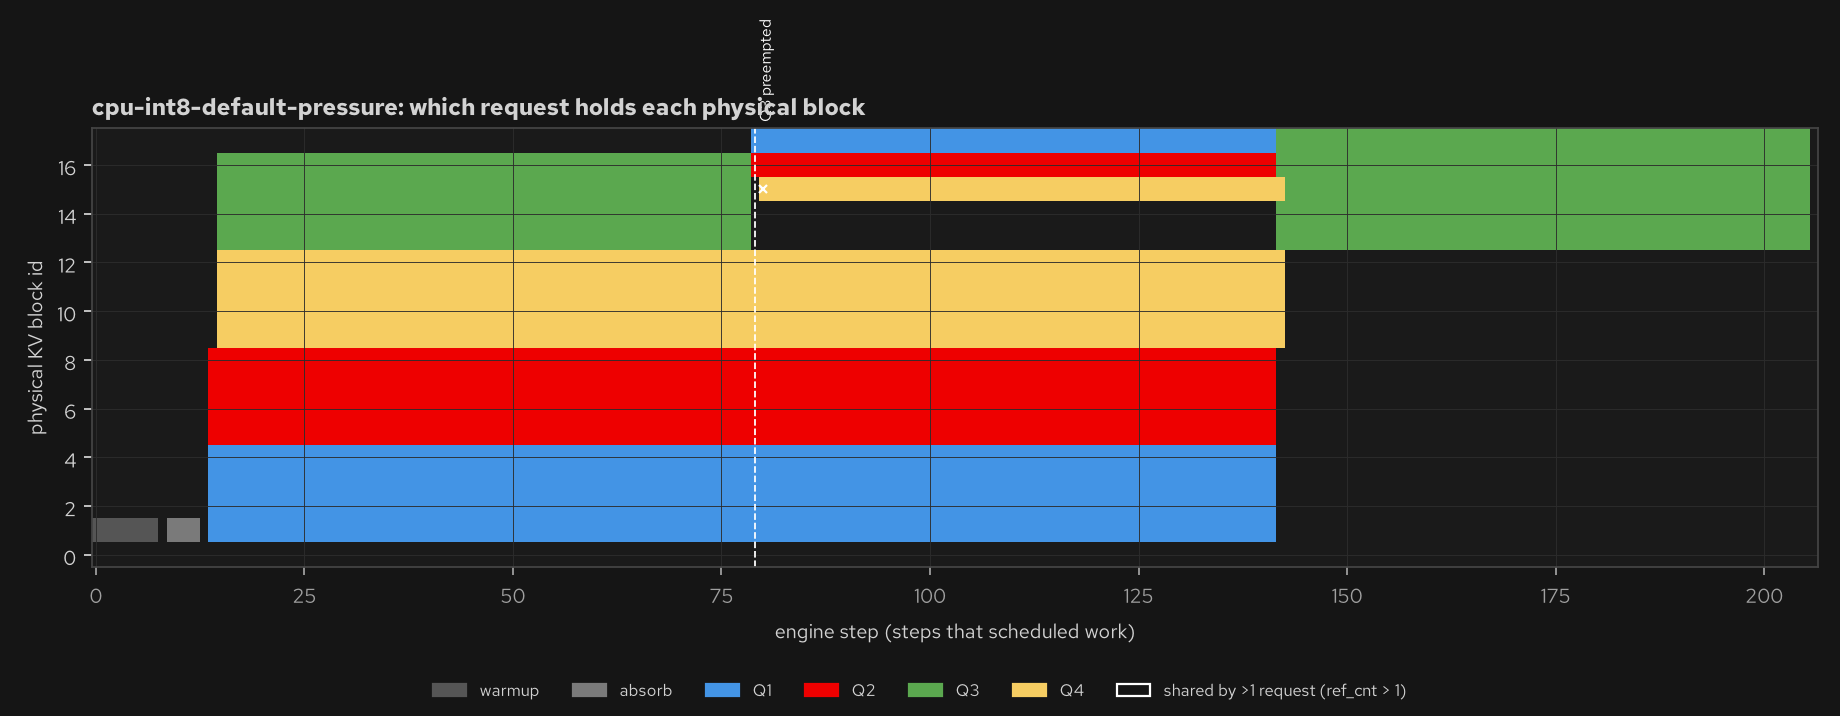 preempted
cpu-int8-default-pressure: which request holds each physical block
physical KV block id
16
14
12
10
8
6
4
2
0
0 25 50 75 100 125 150 175 200
engine step (steps that scheduled work)
warmup absorb Q1 Q2 Q3 Q4 shared by >1 request (ref_cnt > 1)